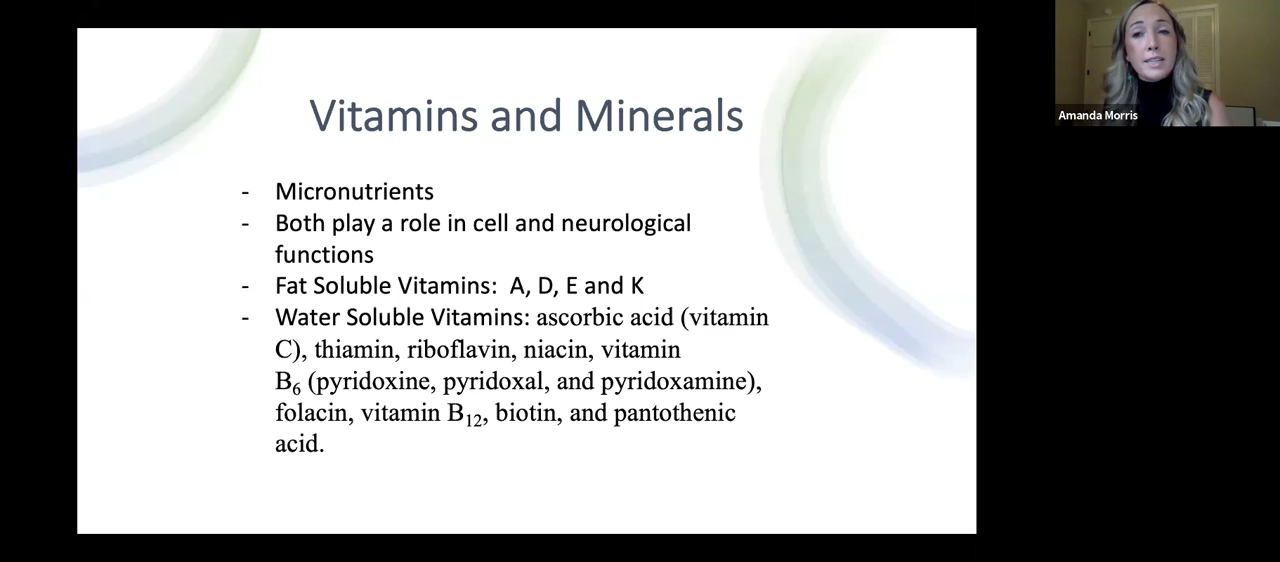 Vitamins and Minerals
- Micronutrients
- Both play a role in cell and neurological
functions
- Fat Soluble Vitamins:  A, D, E and K
- Water Soluble Vitamins: ascorbic acid (vitamin
C), thiamin, riboflavin, niacin, vitamin
B₆ (pyridoxine, pyridoxal, and pyridoxamine),
folacin, vitamin B₁₂, biotin, and pantothenic
acid.
Amanda Morris